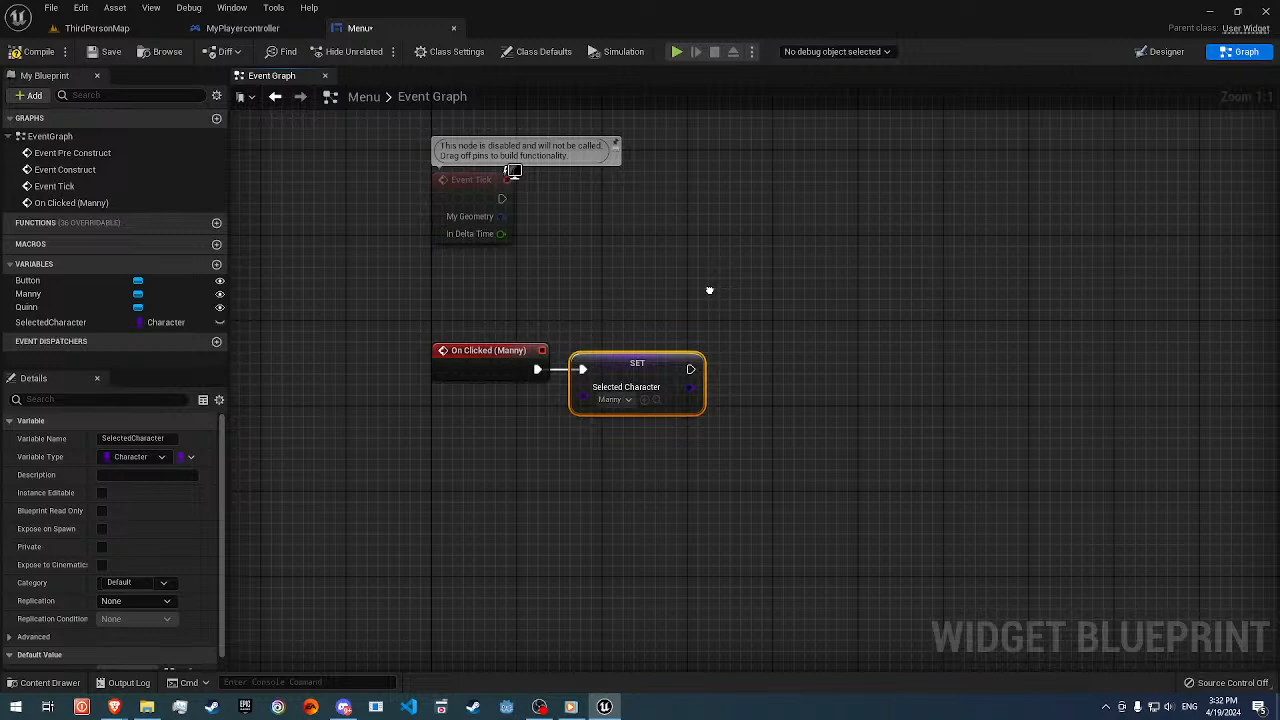 File Edit Asset View Debug Window Tools Help
ThirdPersonMap MyPlayercontroller Menu•
Parent class: User Widget
Compile Save Browse Diff Find Hide Unrelated Class Settings Class Defaults Simulation No debug object selected Designer Graph
My Blueprint Event Graph
Add Search Menu > Event Graph Zoom 1:1
GRAPHS
EventGraph
Event Pre Construct
Event Construct
Event Tick
On Clicked (Manny)
FUNCTIONS (36 OVERRIDABLE)
MACROS
VARIABLES
Button
Manny
Quinn
SelectedCharacter Character
EVENT DISPATCHERS
Details
Search
Variable
Variable Name SelectedCharacter
Variable Type Character
Description
Instance Editable
Blueprint Read Only
Expose on Spawn
Private
Expose to Cinematics
Category Default
Replication None
Replication Condition None
Advanced
Default Value
This node is disabled and will not be called.
Drag off pins to build functionality.
Event Tick
My Geometry
In Delta Time
On Clicked (Manny)
SET
Selected Character
Manny
WIDGET BLUEPRINT
Content Drawer Output Log Cmd Enter Console Command Source Control Off
3:32 PM
4/19/2024